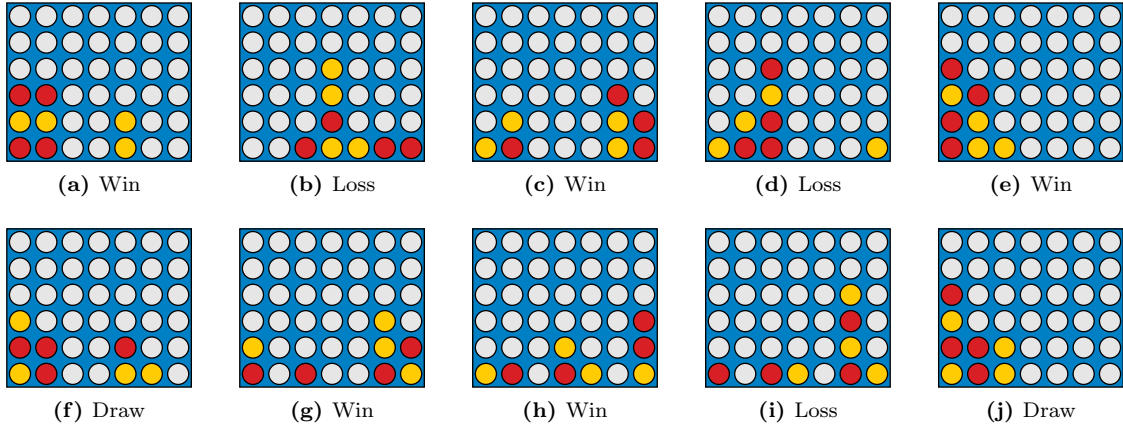 (a) Win
(b) Loss
(c) Win
(d) Loss
(e) Win
(f) Draw
(g) Win
(h) Win
(i) Loss
(j) Draw